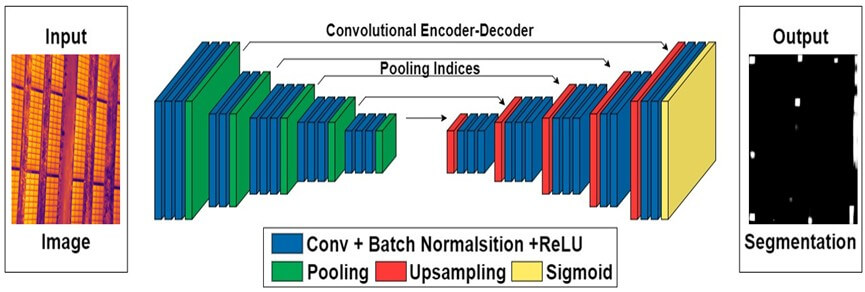 Input
Image
Convolutional Encoder-Decoder
Pooling Indices
Output
Segmentation
Conv + Batch Normalsition +ReLU
Pooling Upsampling Sigmoid